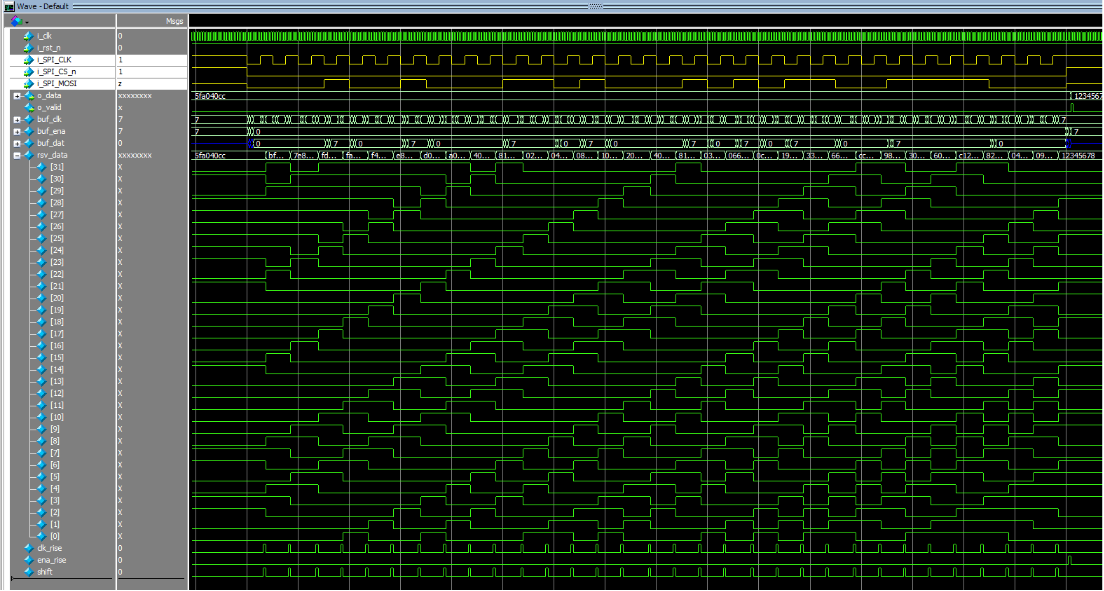 Wave - Default
Msgs
i_clk 0
i_rst_n 0
i_SPI_CLK 1
i_SPI_CS_n 1
i_SPI_MOSI z
o_data xxxxxxxx 5fa040cc 1234567
o_valid x
buf_clk 7 7 7
buf_ena 7 7 0 7
buf_dat 0 0 7 0 7 0 7 0 7 0 7 0 7 0 7 0 7 0 7 0
rsv_data xxxxxxxx 5fa040cc bf... 7e8... fd... fa... f4... e8... d0... a0... 40... 81... 02... 04... 08... 10... 20... 40... 81... 03... 066... 0c... 19... 33... 66... cc... 98... 30... 60... c12... 82... 04... 09... 12345678
[31] X
[30] X
[29] X
[28] X
[27] X
[26] X
[25] X
[24] X
[23] X
[22] X
[21] X
[20] X
[19] X
[18] X
[17] X
[16] X
[15] X
[14] X
[13] X
[12] X
[11] X
[10] X
[9] X
[8] X
[7] X
[6] X
[5] X
[4] X
[3] X
[2] X
[1] X
[0] X
clk_rise 0
ena_rise 0
shift 0